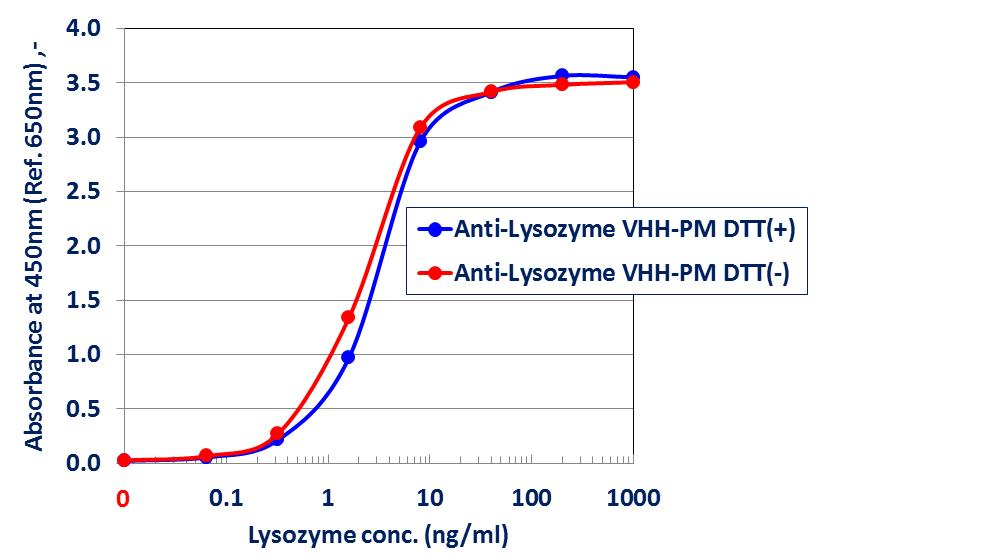 Absorbance at 450nm (Ref. 650nm) ,-
4.0
3.5
3.0
2.5
2.0
1.5
1.0
0.5
0.0
Anti-Lysozyme VHH-PM DTT(+)
Anti-Lysozyme VHH-PM DTT(-)
0 0.1 1 10 100 1000
Lysozyme conc. (ng/ml)